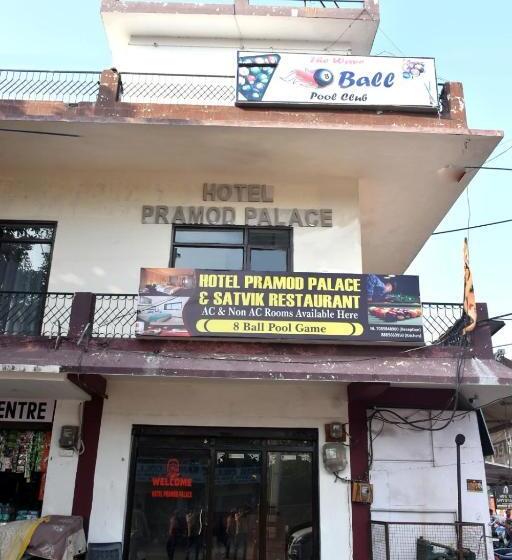 The Wave
8 Ball
Pool Club
HOTEL
PRAMOD PALACE
HOTEL PRAMOD PALACE
& SATVIK RESTAURANT
AC & Non AC Rooms Available Here
8 Ball Pool Game
ENTRE
WELCOME
HOTEL PRAMOD PALACE